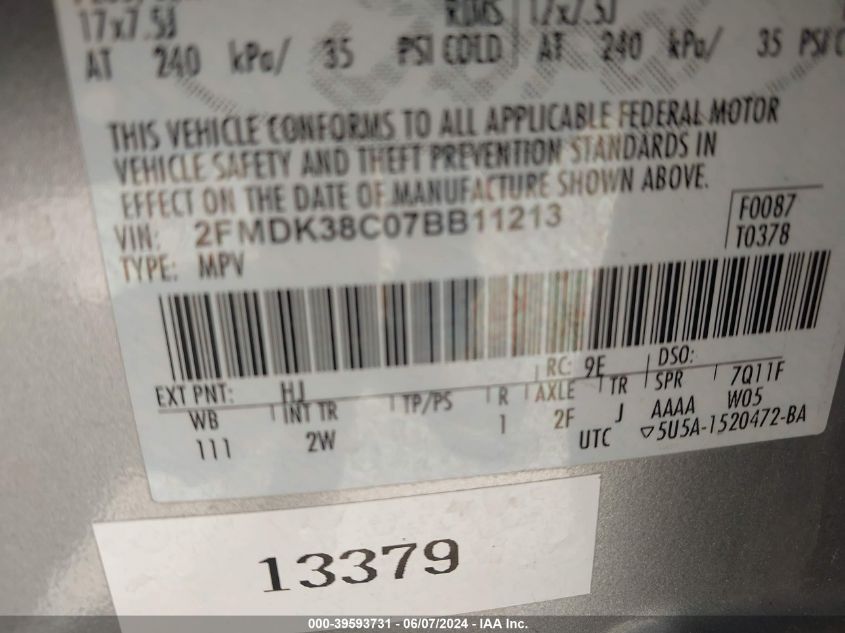 17x7.5J RIMS 17x7.5J
AT 240 kPa/ 35 PSI COLD AT 240 kPa/ 35 PSI C
THIS VEHICLE CONFORMS TO ALL APPLICABLE FEDERAL MOTOR
VEHICLE SAFETY AND THEFT PREVENTION STANDARDS IN
EFFECT ON THE DATE OF MANUFACTURE SHOWN ABOVE.
VIN: 2FMDK38C07BB11213 F0087
TYPE: MPV T0378
EXT PNT: HJ RC: 9E DSO:
WB INT TR TP/PS R AXLE TR SPR 7Q11F
111 2W 1 2F J AAAA W05
UTC ▽5U5A-1520472-BA
13379
000-39593731 - 06/07/2024 - IAA Inc.